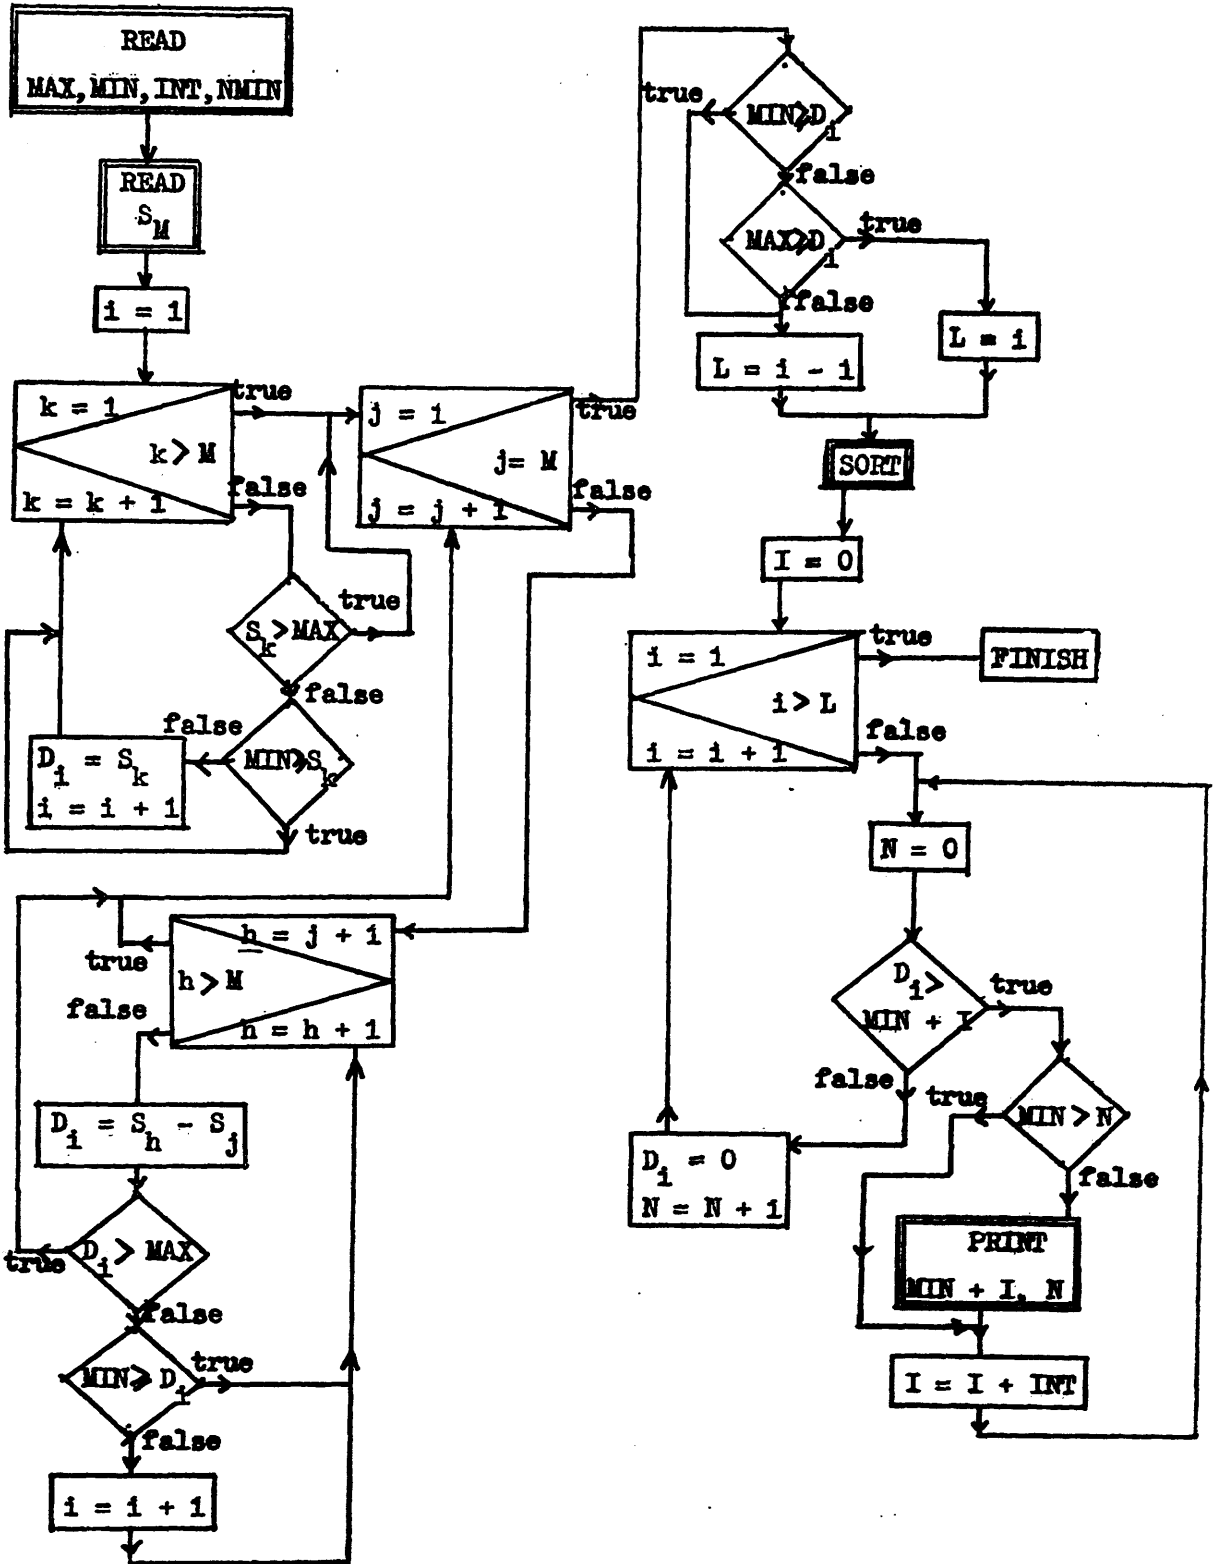 READ
MAX, MIN, INT, NMIN
READ
S_M
i = 1
k = 1
k > M
k = k + 1
true
false
j = 1
j = M
j = j + 1
true
false
S_k > MAX
true
false
MIN ≥ S_k
false
true
D_i = S_k
i = i + 1
h = j + 1
h > M
h = h + 1
true
false
D_i = S_h - S_j
D_i > MAX
true
false
MIN ≥ D_i
true
false
i = i + 1
MIN ≥ D_i
true
false
MAX ≥ D_i
true
false
L = i - 1
L = i
SORT
I = 0
i = 1
i > L
i = i + 1
true
false
FINISH
N = 0
D_i >
MIN + I
true
false
MIN > N
true
false
D_i = 0
N = N + 1
PRINT
MIN + I, N
I = I + INT